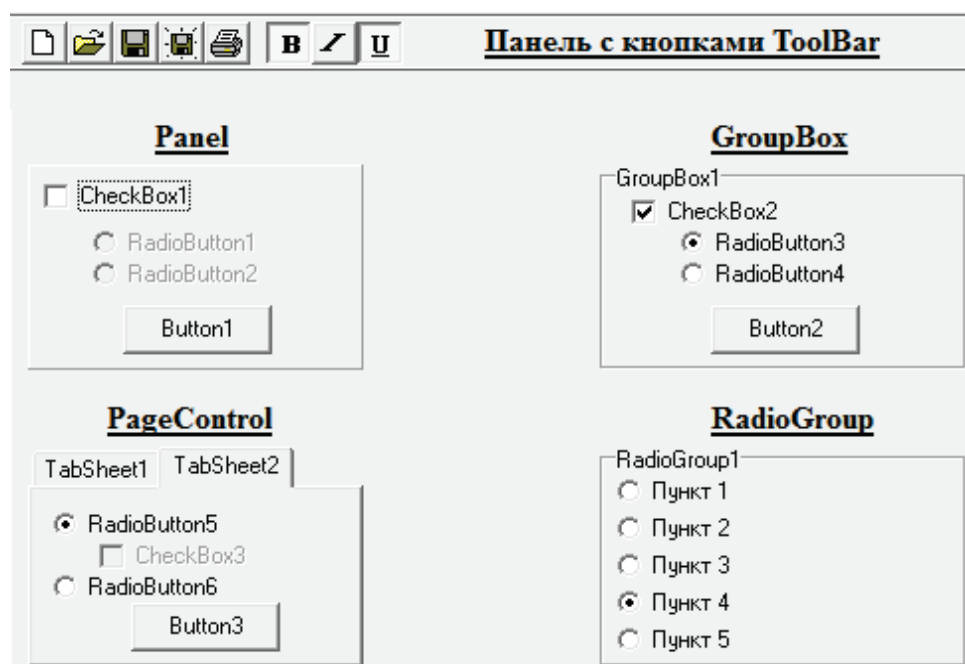 B I U Панель с кнопками ToolBar
Panel
CheckBox1
RadioButton1
RadioButton2
Button1
GroupBox
GroupBox1
CheckBox2
RadioButton3
RadioButton4
Button2
PageControl
TabSheet1 TabSheet2
RadioButton5
CheckBox3
RadioButton6
Button3
RadioGroup
RadioGroup1
Пункт 1
Пункт 2
Пункт 3
Пункт 4
Пункт 5